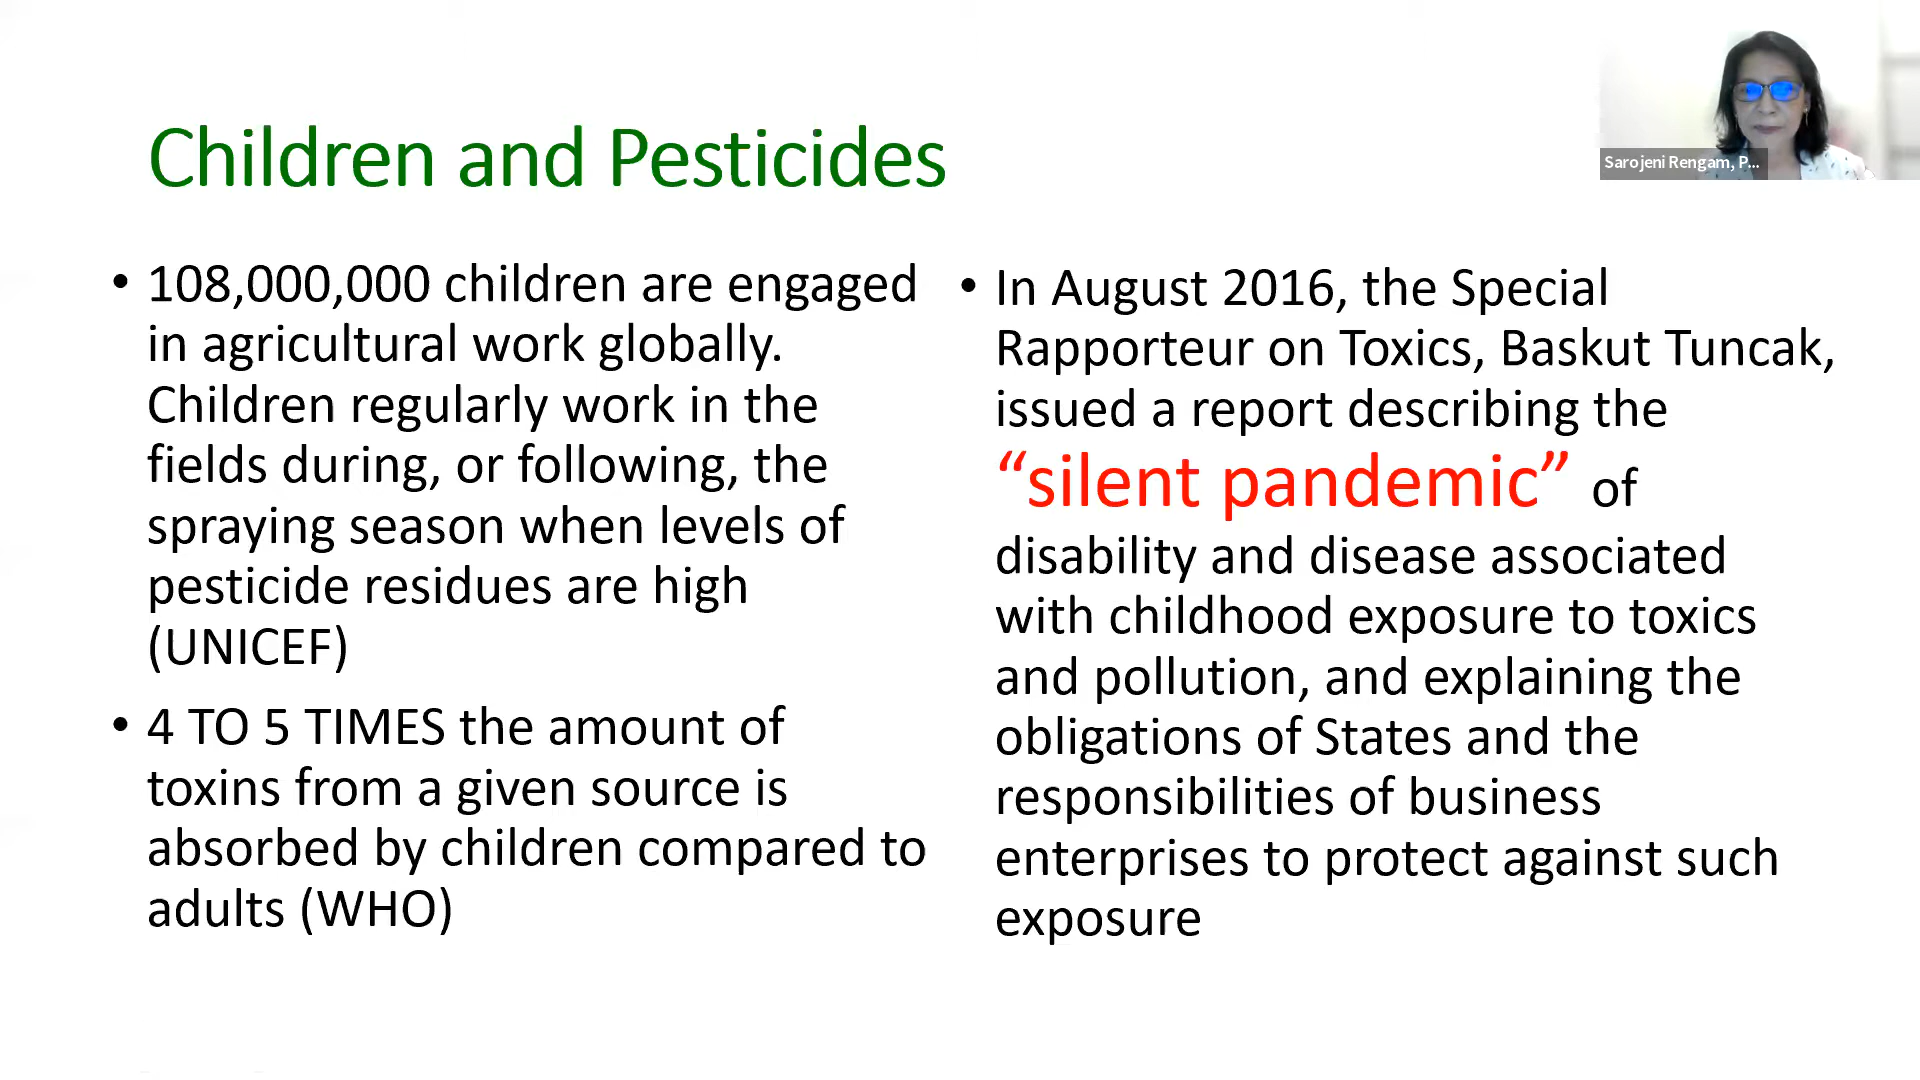 Children and Pesticides
• 108,000,000 children are engaged
in agricultural work globally.
Children regularly work in the
fields during, or following, the
spraying season when levels of
pesticide residues are high
(UNICEF)
• 4 TO 5 TIMES the amount of
toxins from a given source is
absorbed by children compared to
adults (WHO)
• In August 2016, the Special
Rapporteur on Toxics, Baskut Tuncak,
issued a report describing the
“silent pandemic” of
disability and disease associated
with childhood exposure to toxics
and pollution, and explaining the
obligations of States and the
responsibilities of business
enterprises to protect against such
exposure
Sarojeni Rengam, P...